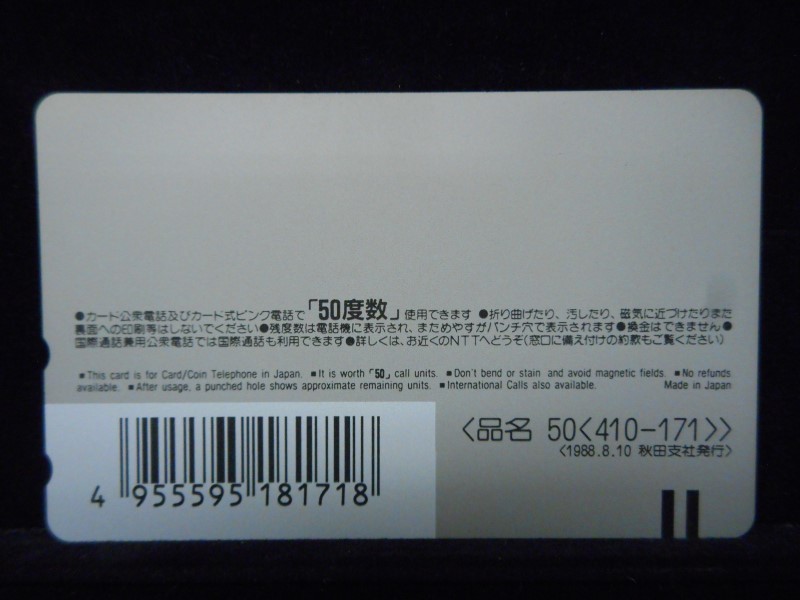 ●カード公衆電話及びカード式ピンク電話で「50度数」使用できます ●折り曲げたり、汚したり、磁気に近づけたりまた
裏面への印刷等はしないでください●残度数は電話機に表示され、まためやすがパンチ穴で表示されます●換金はできません●
国際通話兼用公衆電話では国際通話も利用できます●詳しくは、お近くのNTTへどうぞ(窓口に備え付けの約款もご覧ください)
■This card is for Card/Coin Telephone in Japan. ■It is worth「50」call units. ■Don't bend or stain and avoid magnetic fields. ■No refunds
available. ■After usage, a punched hole shows approximate remaining units. ■International Calls also available. Made in Japan
〈品名 50〈410-171〉〉
〈1988.8.10 秋田支社発行〉
4 955595 181718